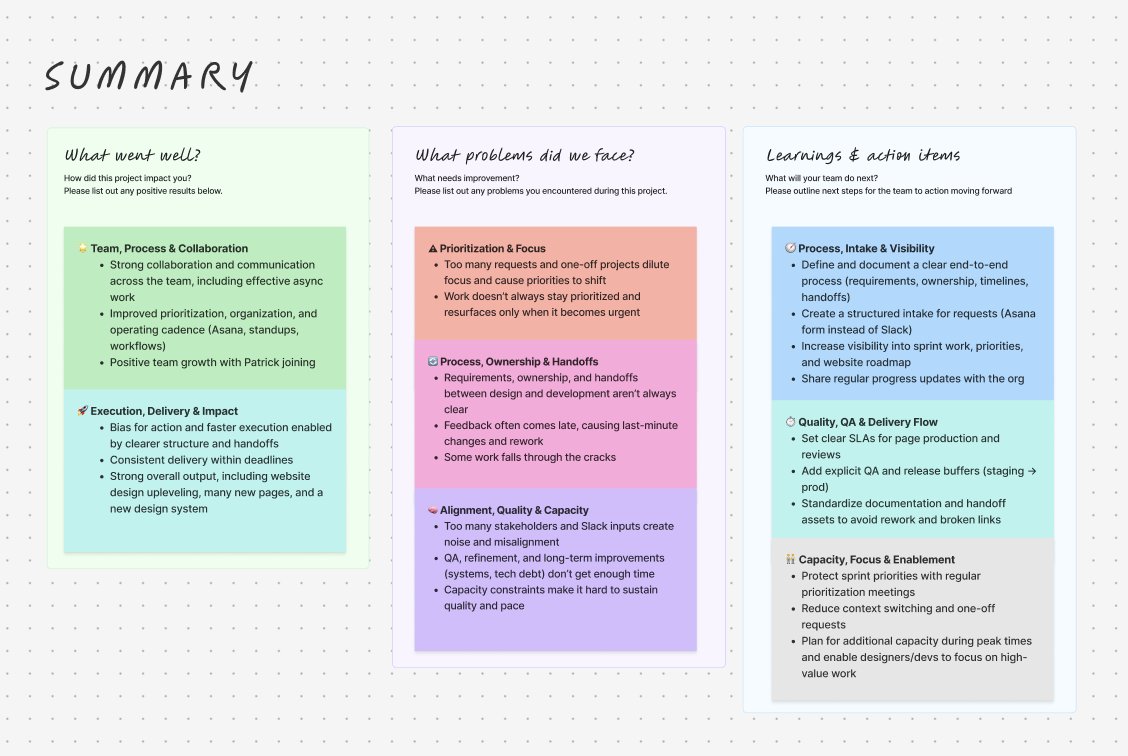 SUMMARY
What went well?
How did this project impact you?
Please list out any positive results below.
Team, Process & Collaboration
• Strong collaboration and communication
across the team, including effective async
work
• Improved prioritization, organization, and
operating cadence (Asana, standups,
workflows)
• Positive team growth with Patrick joining
🚀 Execution, Delivery & Impact
• Bias for action and faster execution enabled
by clearer structure and handoffs
• Consistent delivery within deadlines
• Strong overall output, including website
design upleveling, many new pages, and a
new design system
What problems did we face?
What needs improvement?
Please list out any problems you encountered during this project.
⚠ Prioritization & Focus
• Too many requests and one-off projects dilute
focus and cause priorities to shift
• Work doesn’t always stay prioritized and
resurfaces only when it becomes urgent
Process, Ownership & Handoffs
• Requirements, ownership, and handoffs
between design and development aren’t always
clear
• Feedback often comes late, causing last-minute
changes and rework
• Some work falls through the cracks
Alignment, Quality & Capacity
• Too many stakeholders and Slack inputs create
noise and misalignment
• QA, refinement, and long-term improvements
(systems, tech debt) don’t get enough time
• Capacity constraints make it hard to sustain
quality and pace
Learnings & action items
What will your team do next?
Please outline next steps for the team to action moving forward
Process, Intake & Visibility
• Define and document a clear end-to-end
process (requirements, ownership, timelines,
handoffs)
• Create a structured intake for requests (Asana
form instead of Slack)
• Increase visibility into sprint work, priorities,
and website roadmap
• Share regular progress updates with the org
⏱ Quality, QA & Delivery Flow
• Set clear SLAs for page production and
reviews
• Add explicit QA and release buffers (staging →
prod)
• Standardize documentation and handoff
assets to avoid rework and broken links
Capacity, Focus & Enablement
• Protect sprint priorities with regular
prioritization meetings
• Reduce context switching and one-off
requests
• Plan for additional capacity during peak times
and enable designers/devs to focus on high-
value work